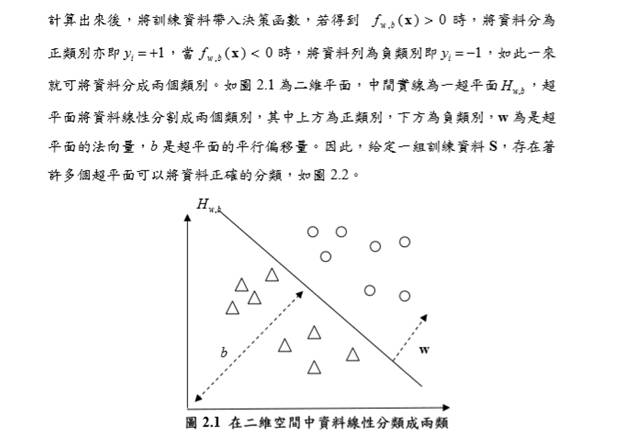 計算出來後，將訓練資料帶入決策函數，若得到 f_{w,b}(x) > 0 時，將資料分為
正類別亦即 y_i = +1，當 f_{w,b}(x) < 0 時，將資料列為負類別即 y_i = −1，如此一來
就可將資料分成兩個類別。如圖 2.1 為二維平面，中間實線為一超平面 H_{w,b}，超
平面將資料線性分割成兩個類別，其中上方為正類別，下方為負類別，w 為是超
平面的法向量，b 是超平面的平行偏移量。因此，給定一組訓練資料 S，存在著
許多個超平面可以將資料正確的分類，如圖 2.2。
H_{w,b}
b
w
圖 2.1 在二維空間中資料線性分類成兩類